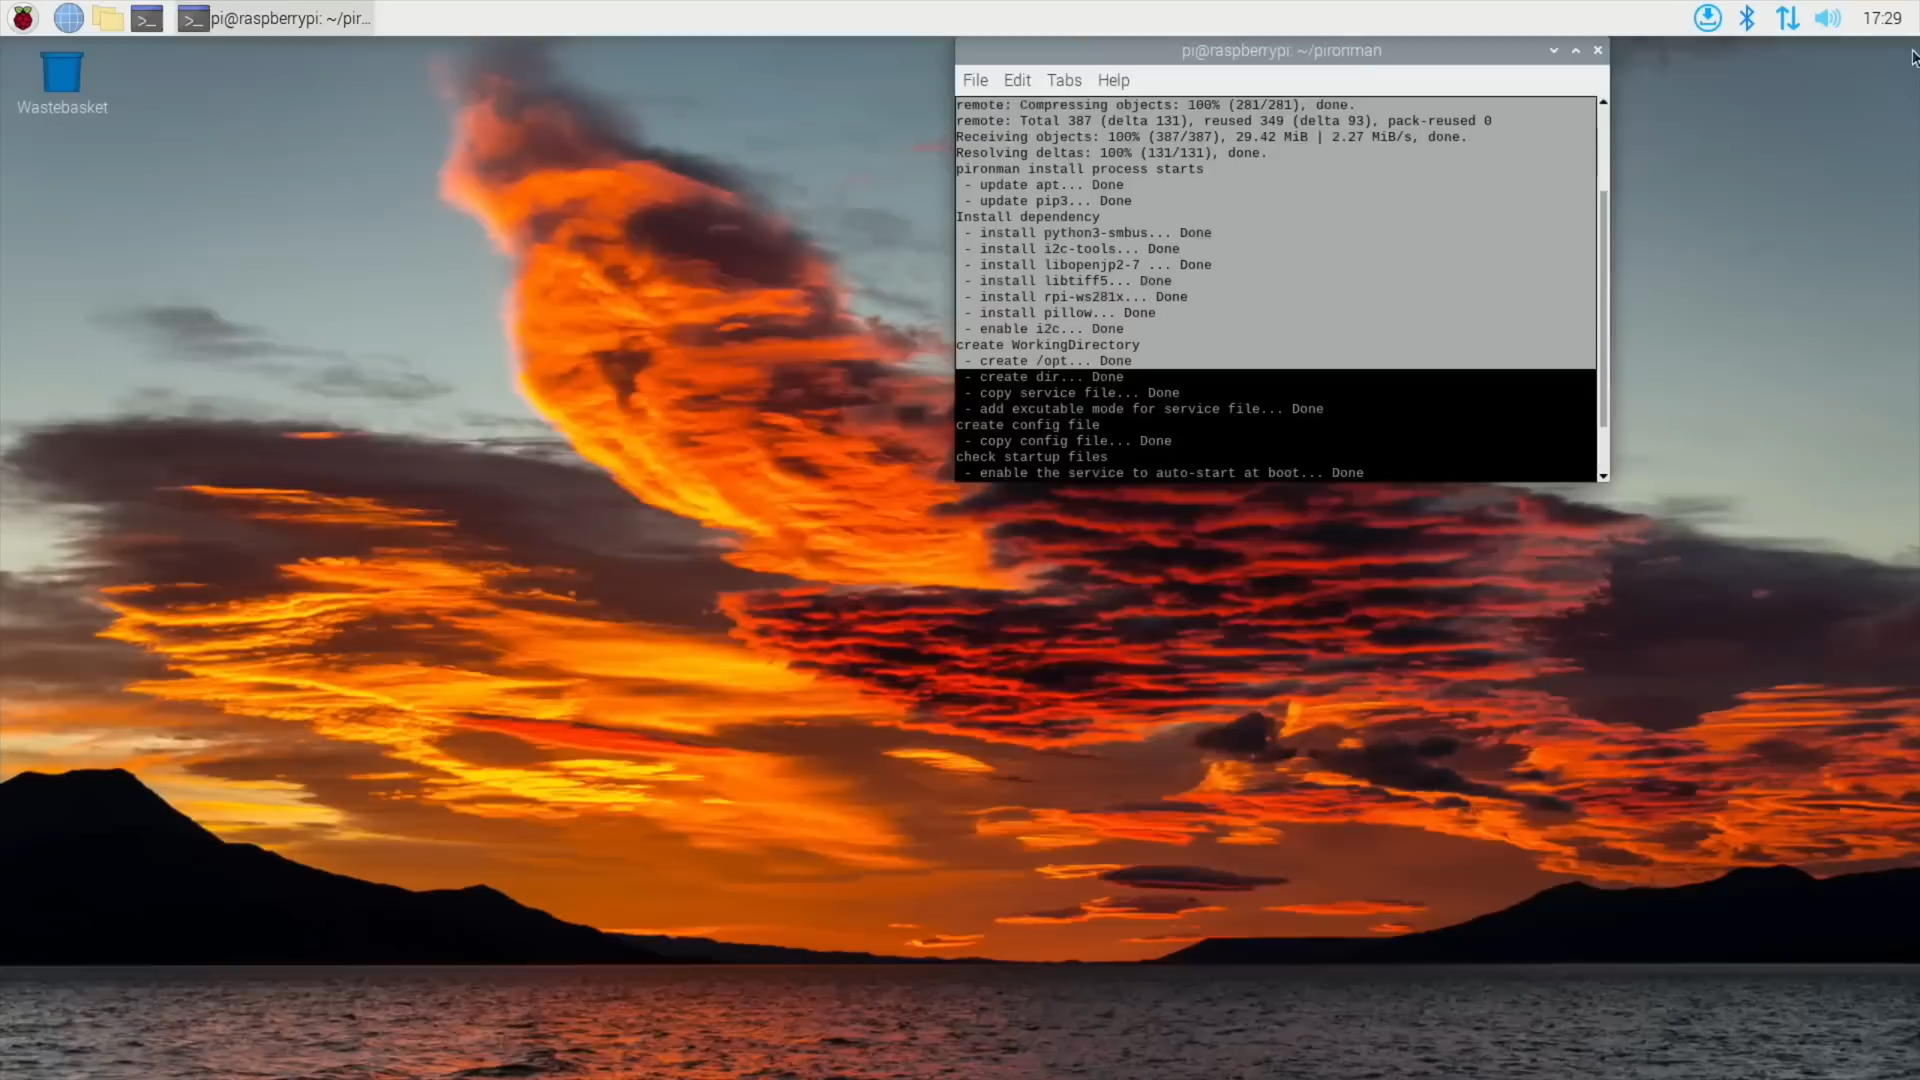 pi@raspberrypi: ~/pir...
17:29
Wastebasket
pi@raspberrypi: ~/pironman
File Edit Tabs Help
remote: Compressing objects: 100% (281/281), done.
remote: Total 387 (delta 131), reused 349 (delta 93), pack-reused 0
Receiving objects: 100% (387/387), 29.42 MiB | 2.27 MiB/s, done.
Resolving deltas: 100% (131/131), done.
pironman install process starts
- update apt... Done
- update pip3... Done
Install dependency
- install python3-smbus... Done
- install i2c-tools... Done
- install libopenjp2-7 ... Done
- install libtiff5... Done
- install rpi-ws281x... Done
- install pillow... Done
- enable i2c... Done
create WorkingDirectory
- create /opt... Done
- create dir... Done
- copy service file... Done
- add excutable mode for service file... Done
create config file
- copy config file... Done
check startup files
- enable the service to auto-start at boot... Done